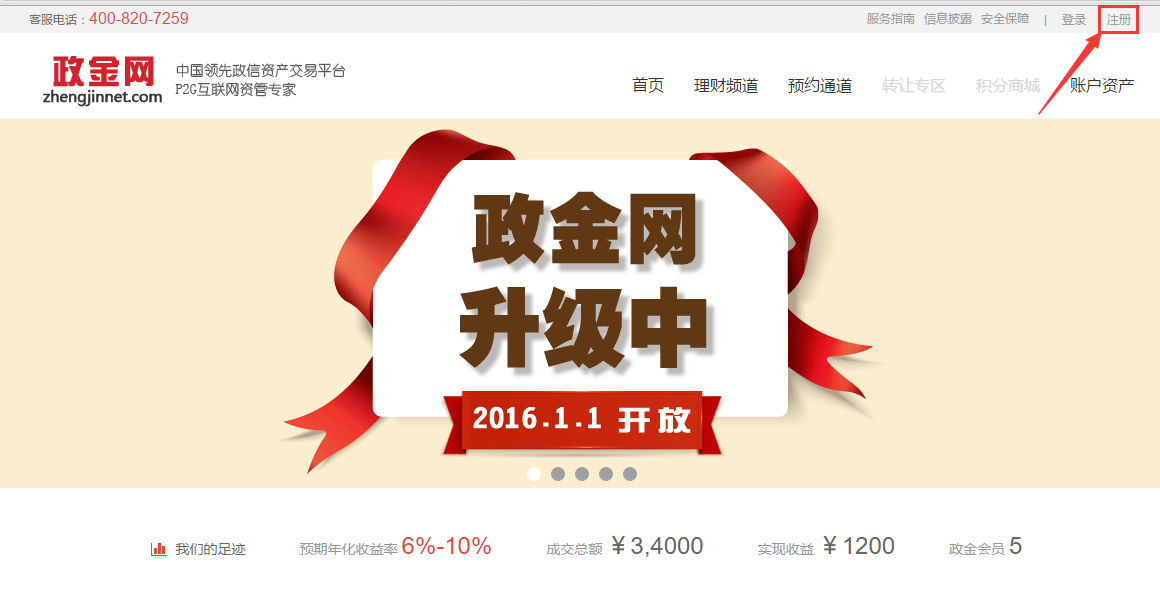 客服电话：400-820-7259
服务指南 信息披露 安全保障 | 登录 注册
政金网
zhengjinnet.com
中国领先政信资产交易平台
P2G互联网资管专家
首页 理财频道 预约通道 转让专区 积分商城 账户资产
政金网
升级中
2016.1.1 开放
我们的足迹 预期年化收益率 6%-10% 成交总额 ¥3,4000 实现收益 ¥1200 政金会员 5